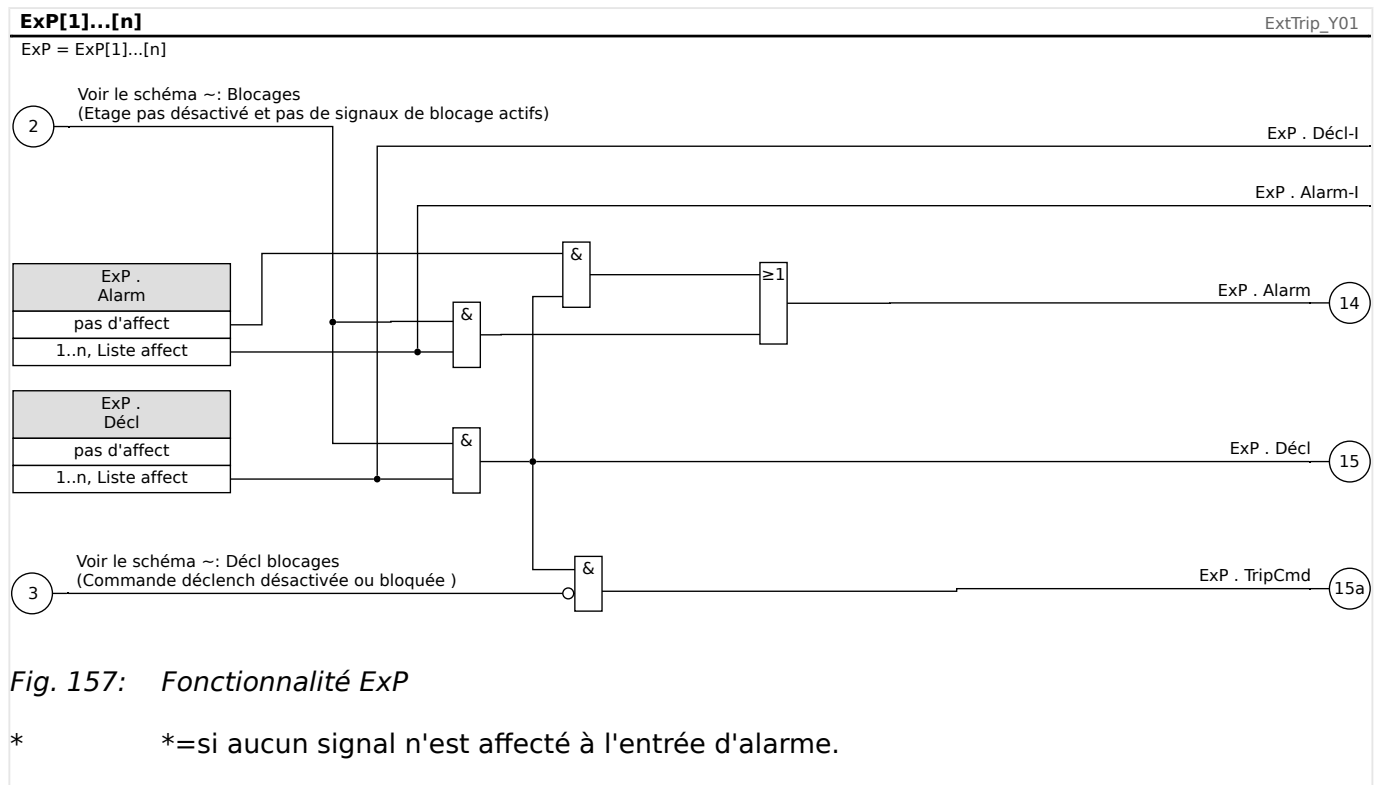 ExP[1]...[n]
ExtTrip_Y01
ExP = ExP[1]...[n]
Voir le schéma ~: Blocages
(Etage pas désactivé et pas de signaux de blocage actifs)
2
ExP . Décl-I
ExP . Alarm-I
&
ExP .
Alarm
≥1
pas d'affect
&
ExP . Alarm
14
1..n, Liste affect
ExP .
Décl
pas d'affect
&
ExP . Décl
15
1..n, Liste affect
Voir le schéma ~: Décl blocages
(Commande déclench désactivée ou bloquée )
3
&
ExP . TripCmd
15a
Fig. 157: Fonctionnalité ExP
* *=si aucun signal n'est affecté à l'entrée d'alarme.